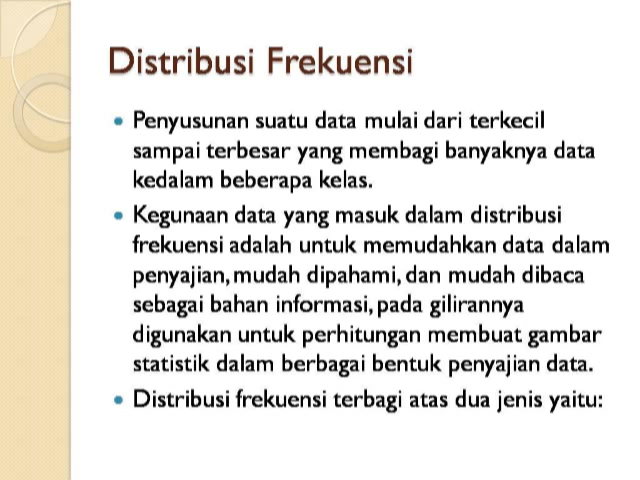 Distribusi Frekuensi
• Penyusunan suatu data mulai dari terkecil
sampai terbesar yang membagi banyaknya data
kedalam beberapa kelas.
• Kegunaan data yang masuk dalam distribusi
frekuensi adalah untuk memudahkan data dalam
penyajian, mudah dipahami, dan mudah dibaca
sebagai bahan informasi, pada gilirannya
digunakan untuk perhitungan membuat gambar
statistik dalam berbagai bentuk penyajian data.
• Distribusi frekuensi terbagi atas dua jenis yaitu: